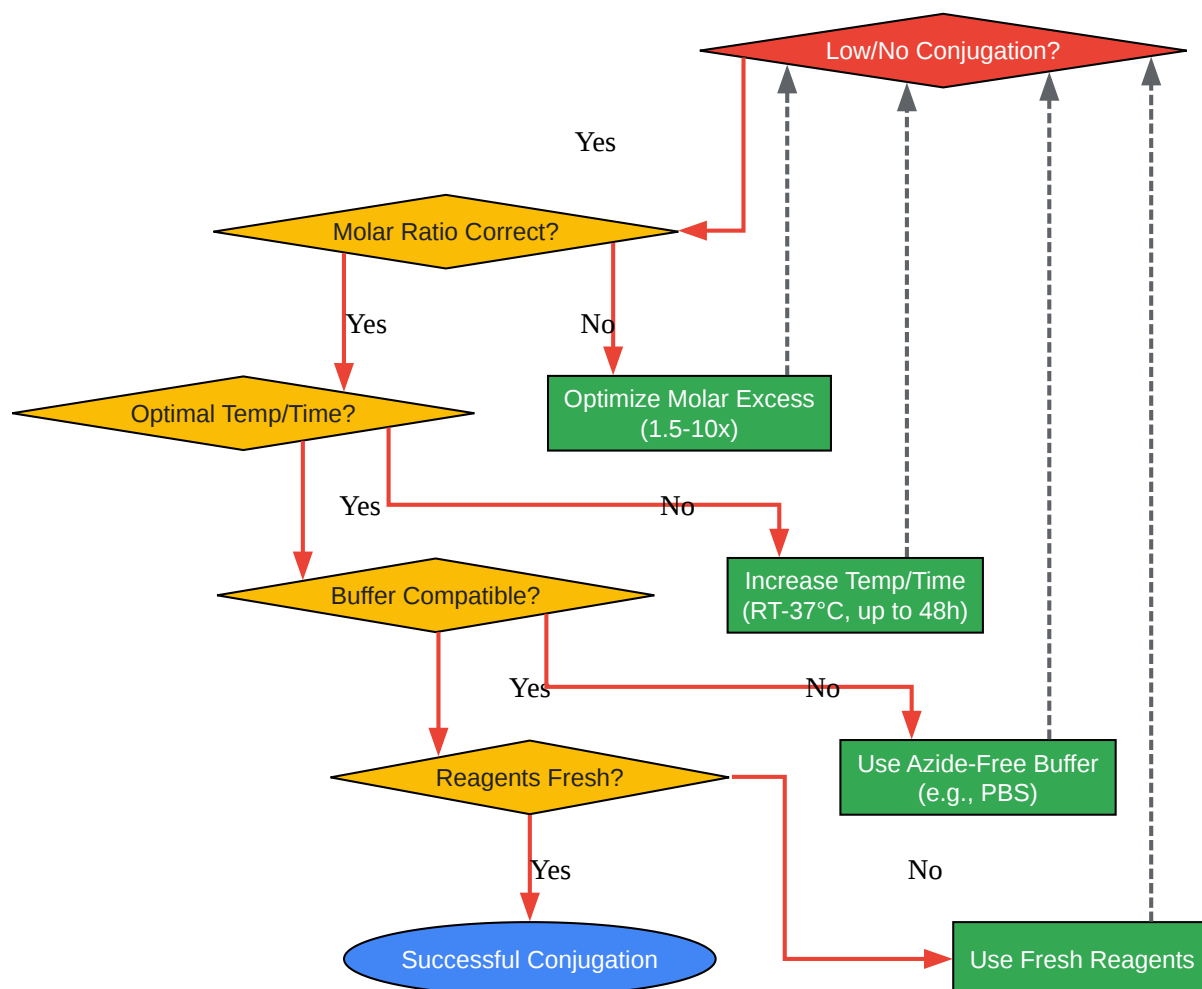 Low/No Conjugation?
Yes
Molar Ratio Correct?
Yes
No
Optimize Molar Excess
(1.5-10x)
Optimal Temp/Time?
Yes
No
Increase Temp/Time
(RT-37°C, up to 48h)
Buffer Compatible?
Yes
No
Use Azide-Free Buffer
(e.g., PBS)
Reagents Fresh?
Yes
No
Successful Conjugation
Use Fresh Reagents